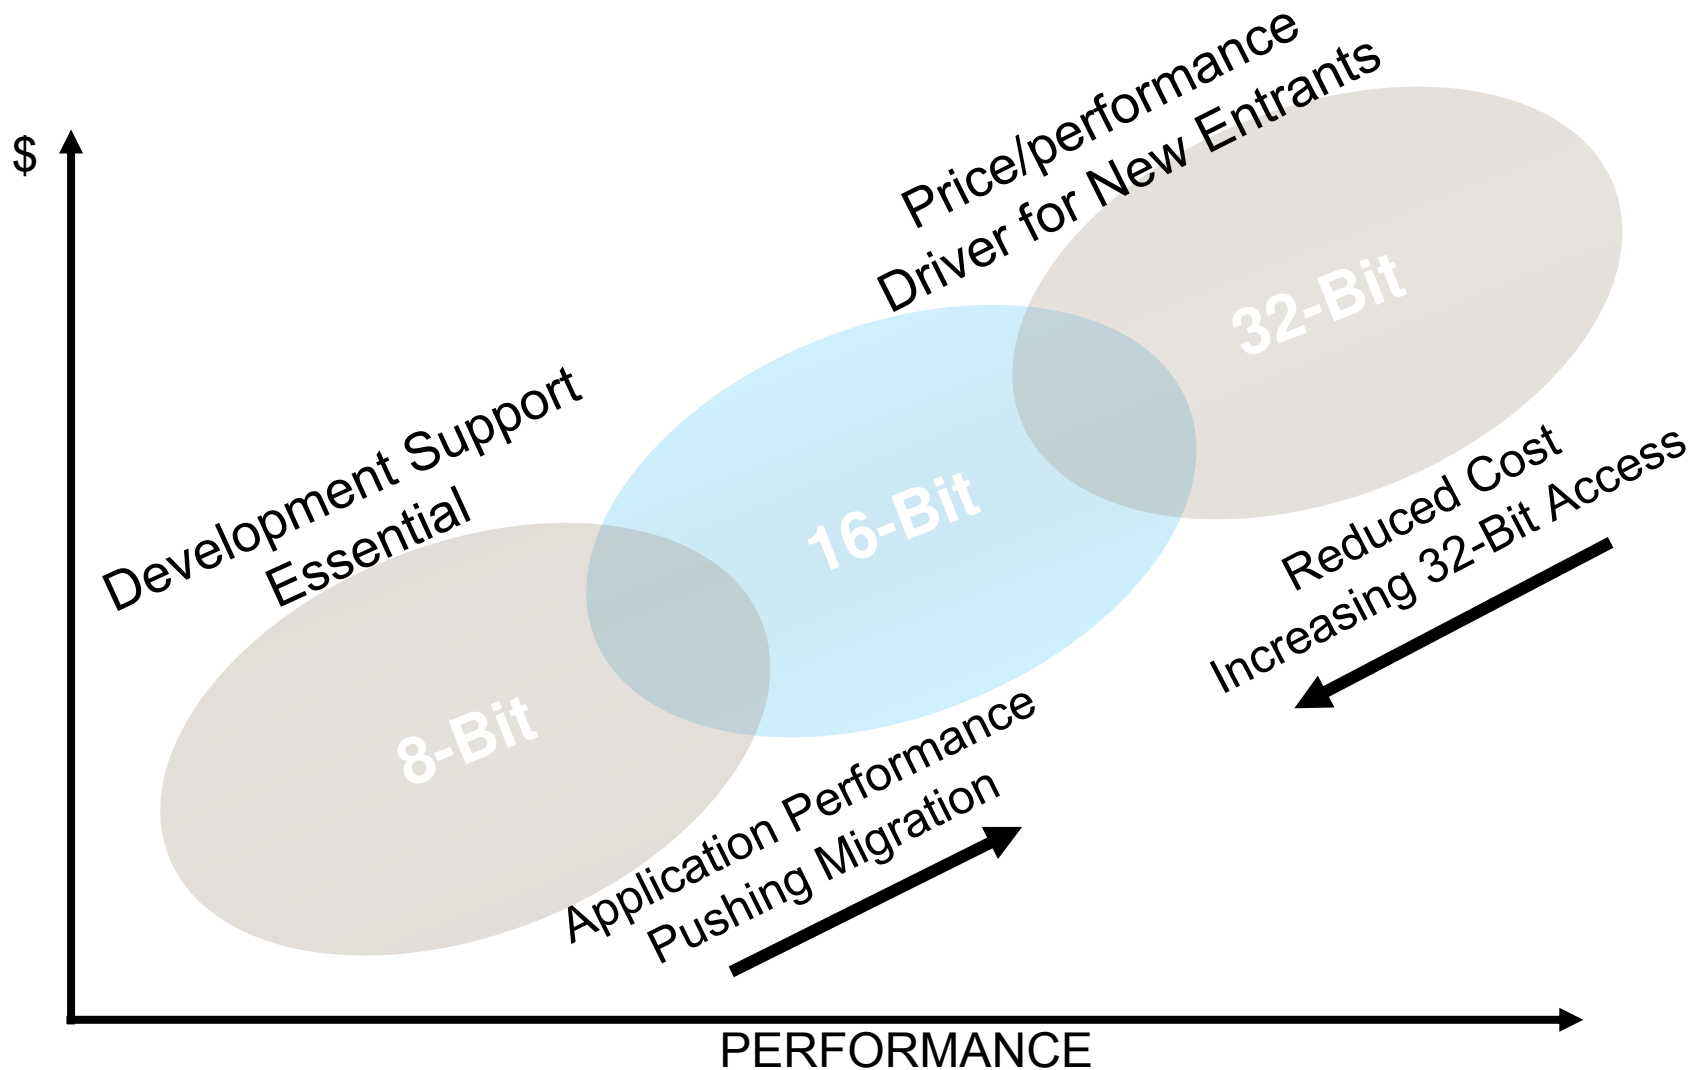 Price/performance
Driver for New Entrants
$
32-Bit
Development Support
Essential
16-Bit
Reduced Cost
Increasing 32-Bit Access
8-Bit
Application Performance
Pushing Migration
PERFORMANCE